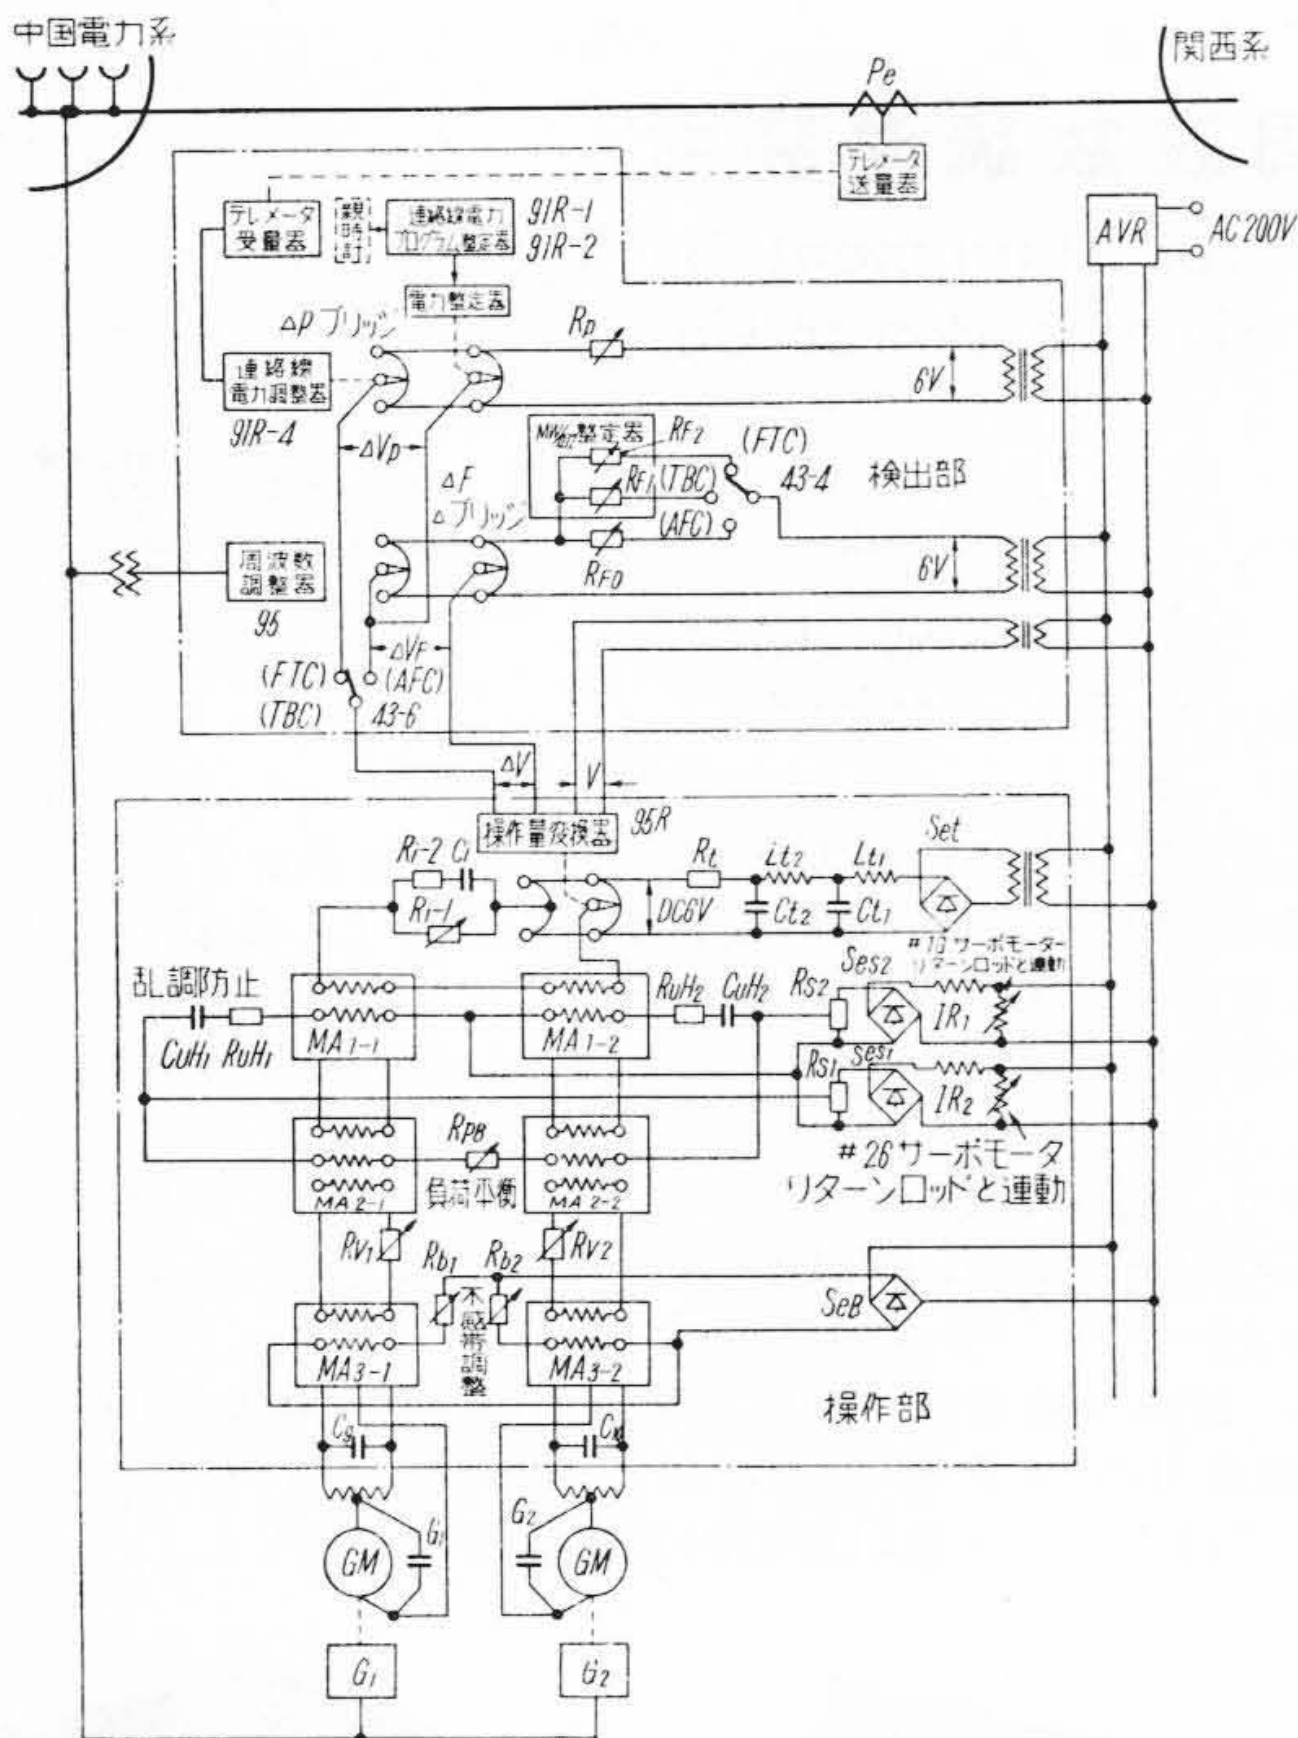 中国電力系
関西系
Pe
テレメータ
送量器
テレメータ
受量器
親時計
連絡線電力
プログラム整定器
91R-1
91R-2
AVR
AC200V
電力整定器
ΔP ブリッジ
Rp
連絡線
電力調整器
91R-4
6V
ΔVp
整定器
RF2
(FTC)
RF1
(TBC)
43-4
検出部
ΔF
ブリッジ
(AFC)
RF0
周波数
調整器
95
6V
ΔVF
(FTC)
(AFC)
(TBC)
43-6
ΔV
V
操作量変換器
95R
Ri-2
Ci
Ri-1
Rt
Lt2
Lt1
Set
DC6V
Ct2
Ct1
サーボモーター
リターンロッドと連動
乱調防止
CuH1
RuH1
MA1-1
MA1-2
RuH2
CuH2
Rs2
Ses2
IR1
Rs1
Ses1
IR2
#26サーボモータ
リターンロッドと連動
RPB
負荷平衡
MA2-1
MA2-2
Rv1
Rv2
Rb1
Rb2
不感帯調整
SeB
MA3-1
MA3-2
操作部
GM
G2
GM
G1
G2